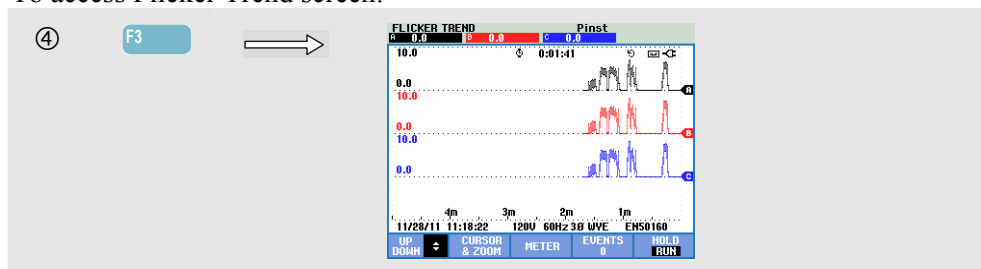 To access Flicker Trend screen:
④ F3
FLICKER TREND Pinst
A 0.0 B 0.0 C 0.0
10.0 0:01:41
0.0 A
10.0
0.0 B
10.0
0.0 C
4m 3m 2m 1m
11/28/11 11:18:22 120V 60Hz 3Ø WYE EN50160
UP DOWN CURSOR & ZOOM METER EVENTS 0 HOLD RUN